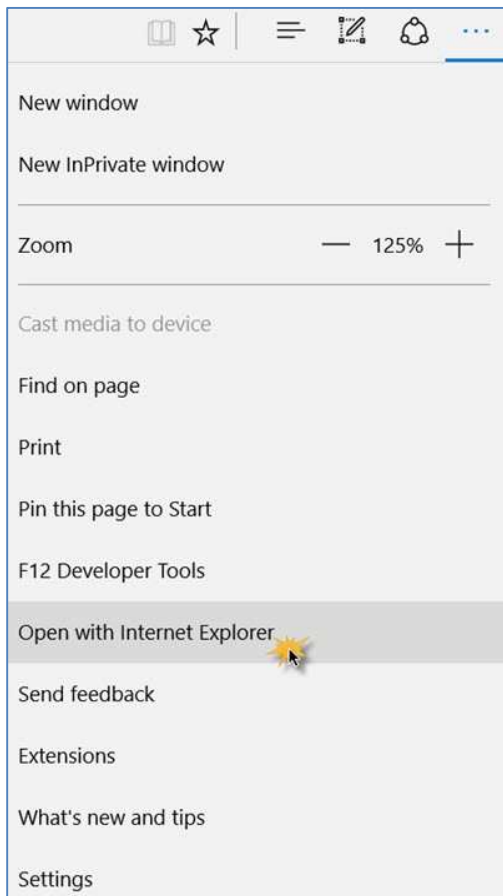 New window
New InPrivate window
Zoom — 125% +
Cast media to device
Find on page
Print
Pin this page to Start
F12 Developer Tools
Open with Internet Explorer
Send feedback
Extensions
What's new and tips
Settings